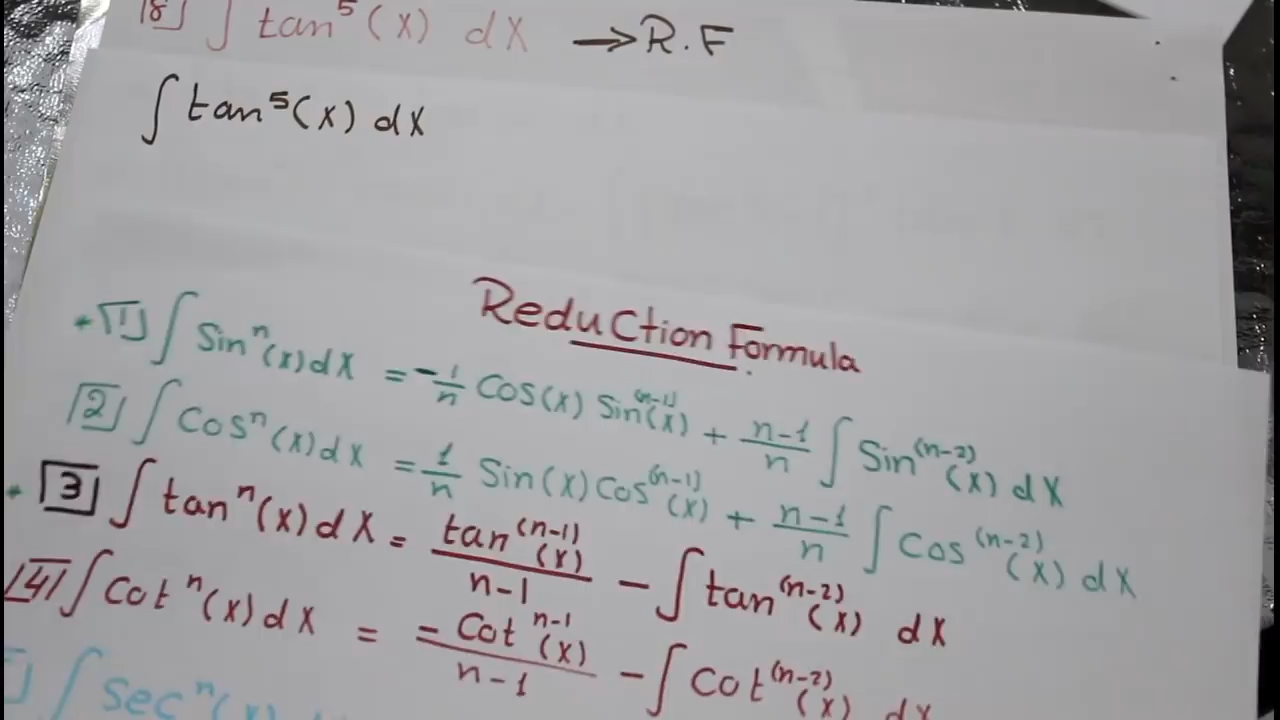 18] ∫ tan⁵(x) dx → R.F
∫ tan⁵(x) dx
Reduction Formula
* [1] ∫ Sinⁿ(x) dx = -1/n Cos(x) Sin⁽ⁿ⁻¹⁾(x) + n-1/n ∫ Sin⁽ⁿ⁻²⁾(x) dx
[2] ∫ Cosⁿ(x) dx = 1/n Sin(x) Cos⁽ⁿ⁻¹⁾(x) + n-1/n ∫ Cos⁽ⁿ⁻²⁾(x) dx
* [3] ∫ tanⁿ(x) dx = tan⁽ⁿ⁻¹⁾(x)/n-1 - ∫ tan⁽ⁿ⁻²⁾(x) dx
[4] ∫ Cotⁿ(x) dx = -Cotⁿ⁻¹(x)/n-1 - ∫ Cot⁽ⁿ⁻²⁾(x) dx
∫ Secⁿ(x)